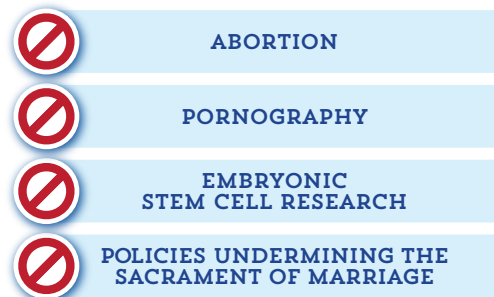 ABORTION
PORNOGRAPHY
EMBRYONIC
STEM CELL RESEARCH
POLICIES UNDERMINING THE
SACRAMENT OF MARRIAGE